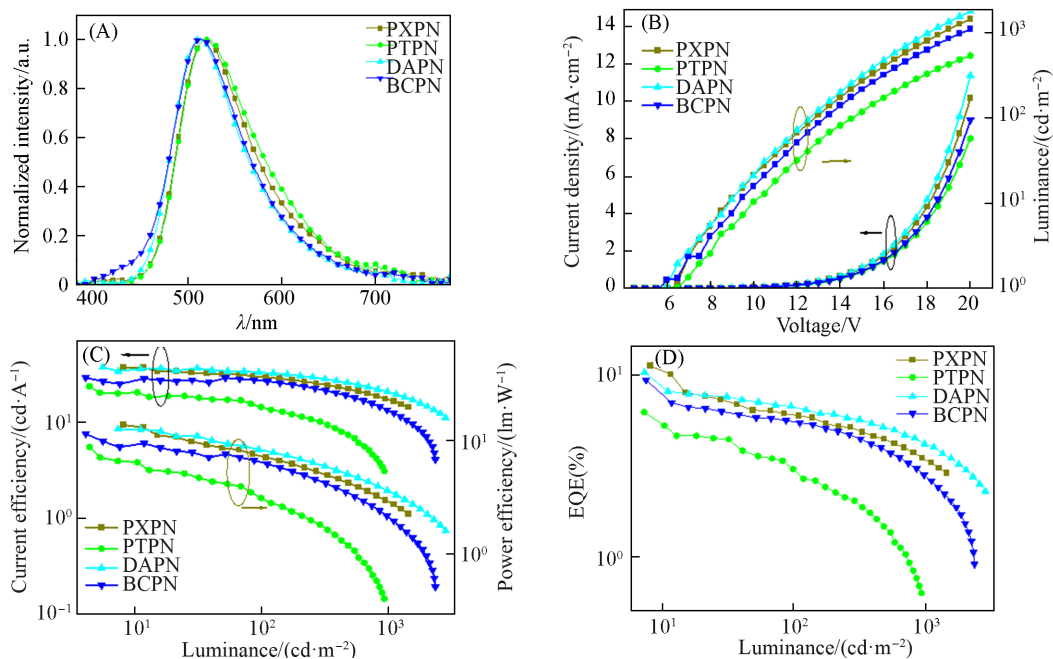 (A)
PXPN
PTPN
DAPN
BCPN
1.0
0.8
0.6
0.4
0.2
0
400
500
600
700
Normalized intensity/a.u.
λ/nm
(B)
PXPN
PTPN
DAPN
BCPN
14
12
10
8
6
4
2
0
10³
10²
10¹
10⁰
4
6
8
10
12
14
16
18
20
Current density/(mA·cm⁻²)
Luminance/(cd·m⁻²)
Voltage/V
(C)
PXPN
PTPN
DAPN
BCPN
10¹
10⁰
10⁻¹
10¹
10⁰
10¹
10²
10³
Current efficiency/(cd·A⁻¹)
Power efficiency/(lm·W⁻¹)
Luminance/(cd·m⁻²)
(D)
PXPN
PTPN
DAPN
BCPN
10¹
10⁰
10¹
10²
10³
EQE(%)
Luminance/(cd·m⁻²)